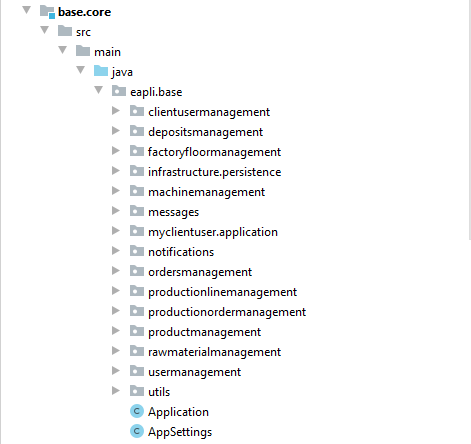 base.core
src
main
java
eapli.base
clientusermanagement
depositsmanagement
factoryfloormanagement
infrastructure.persistence
machinemanagement
messages
myclientuser.application
notifications
ordersmanagement
productionlinemanagement
productionordermanagement
productmanagement
rawmaterialmanagement
usermanagement
utils
C Application
C AppSettings